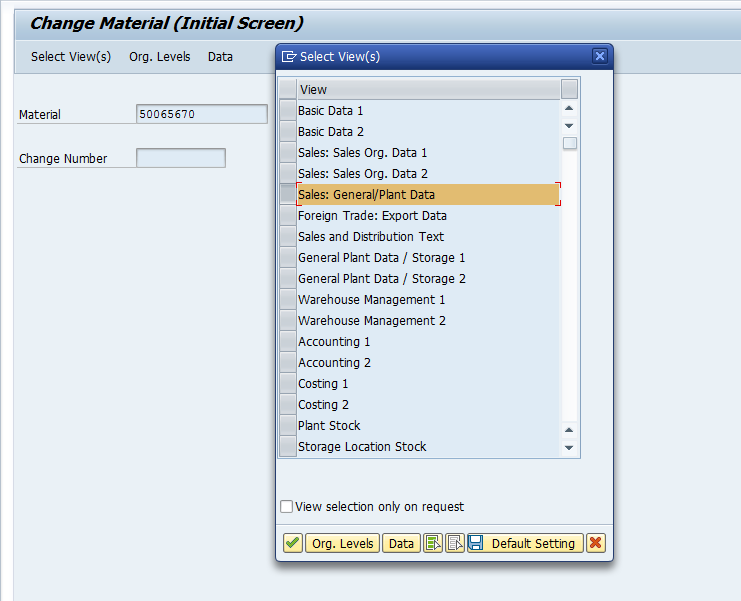 Change Material (Initial Screen)
Select View(s) Org. Levels Data
Material 50065670
Change Number
Select View(s)
View
Basic Data 1
Basic Data 2
Sales: Sales Org. Data 1
Sales: Sales Org. Data 2
Sales: General/Plant Data
Foreign Trade: Export Data
Sales and Distribution Text
General Plant Data / Storage 1
General Plant Data / Storage 2
Warehouse Management 1
Warehouse Management 2
Accounting 1
Accounting 2
Costing 1
Costing 2
Plant Stock
Storage Location Stock
View selection only on request
Org. Levels Data Default Setting